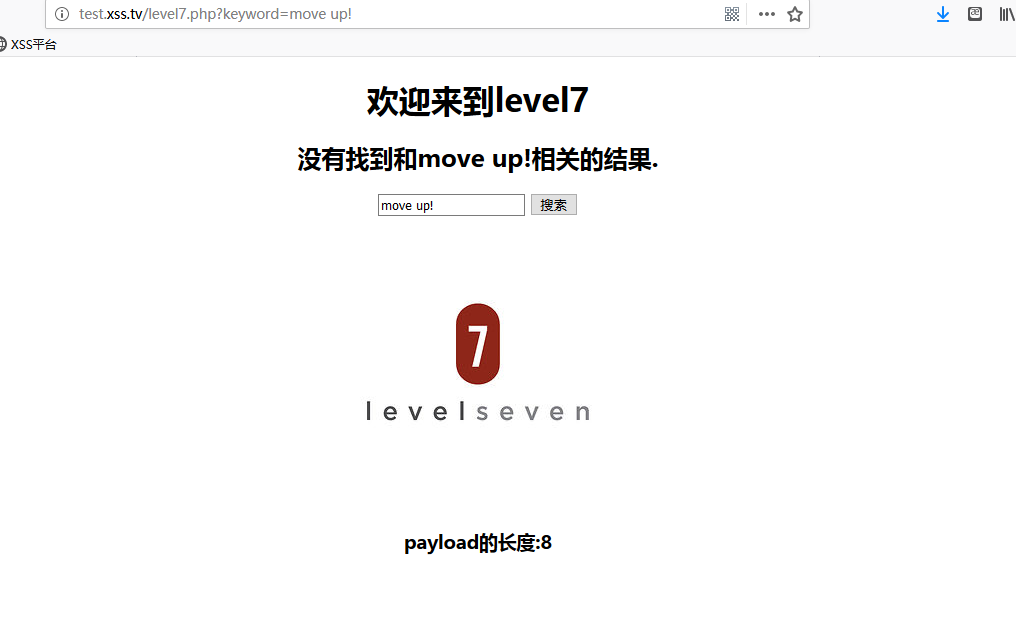 test.xss.tv/level7.php?keyword=move up!
XSS平台
欢迎来到level7
没有找到和move up!相关的结果.
move up! 搜索
7
levelseven
payload的长度:8